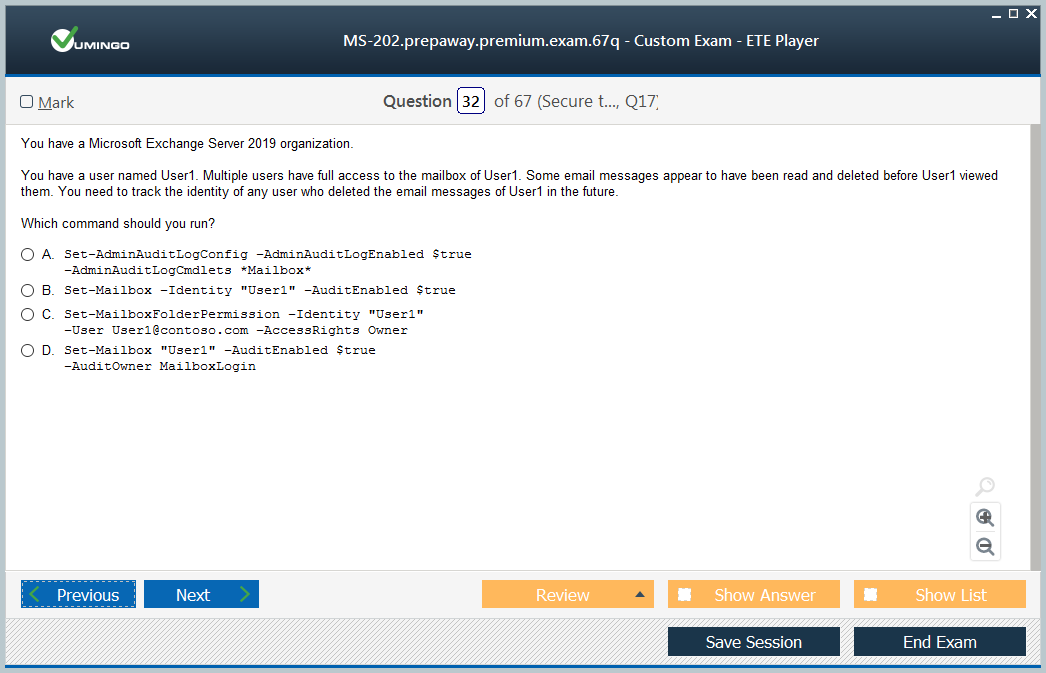 VUMINGO
MS-202.prepaway.premium.exam.67q - Custom Exam - ETE Player
Mark
Question 32 of 67 (Secure t..., Q17)
You have a Microsoft Exchange Server 2019 organization.
You have a user named User1. Multiple users have full access to the mailbox of User1. Some email messages appear to have been read and deleted before User1 viewed
them. You need to track the identity of any user who deleted the email messages of User1 in the future.
Which command should you run?
A. Set-AdminAuditLogConfig -AdminAuditLogEnabled $true
-AdminAuditLogCmdlets *Mailbox*
B. Set-Mailbox -Identity "User1" -AuditEnabled $true
C. Set-MailboxFolderPermission -Identity "User1"
-User User1@contoso.com -AccessRights Owner
D. Set-Mailbox "User1" -AuditEnabled $true
-AuditOwner MailboxLogin
Previous
Next
Review
Show Answer
Show List
Save Session
End Exam